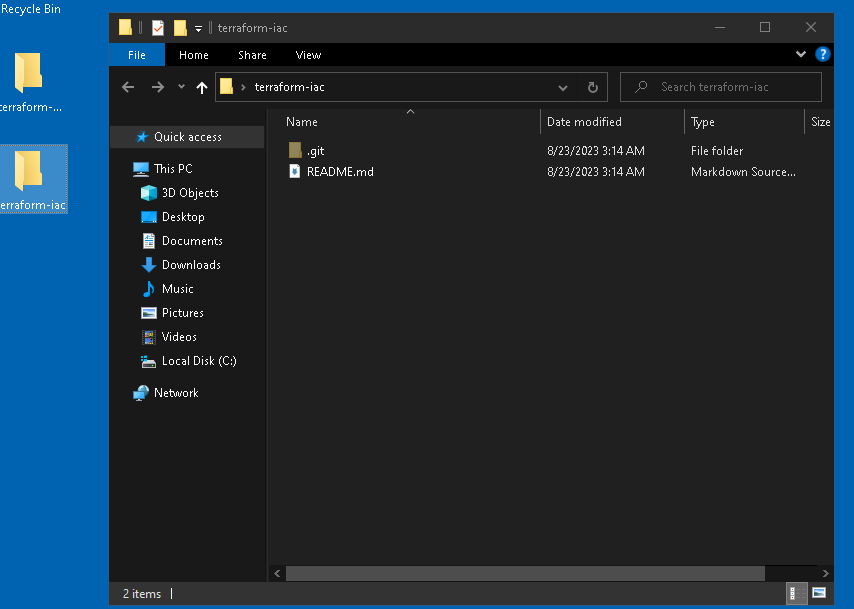 Recycle Bin
terraform-...
erraform-iac
terraform-iac
File Home Share View
terraform-iac
Search terraform-iac
Name Date modified Type Size
.git 8/23/2023 3:14 AM File folder
README.md 8/23/2023 3:14 AM Markdown Source...
Quick access
This PC
3D Objects
Desktop
Documents
Downloads
Music
Pictures
Videos
Local Disk (C:)
Network
2 items